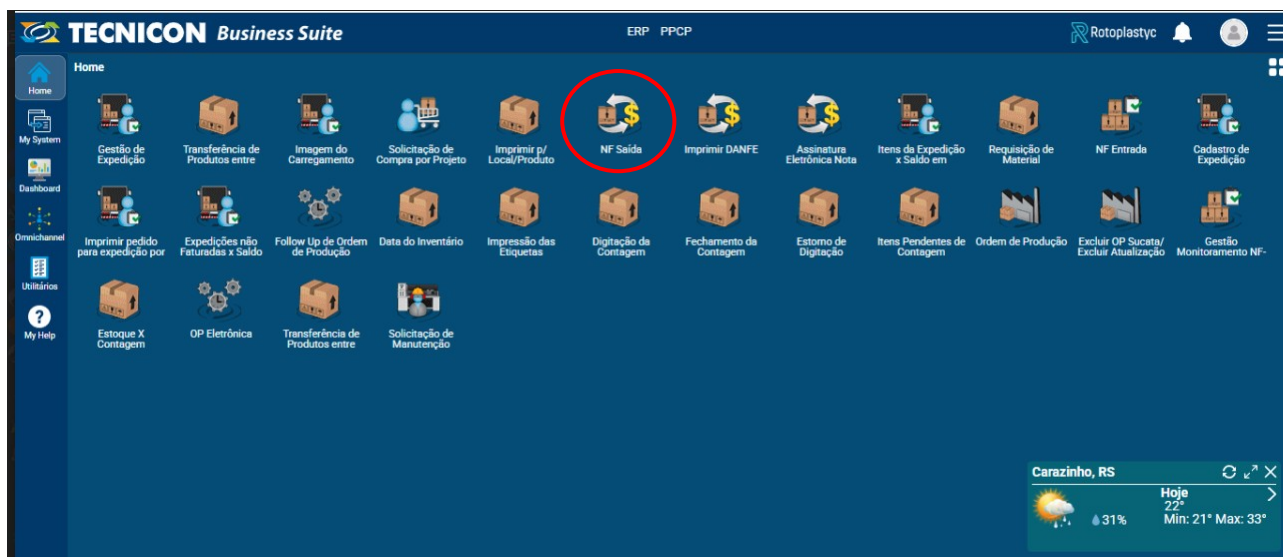 TECNICON Business Suite
ERP PPCP
Rotoplastyc
Home
Home
My System
Dashboard
Omnichannel
Utilitários
My Help
Gestão de
Expedição
Transferência de
Produtos entre
Imagem do
Carregamento
Solicitação de
Compra por Projeto
Imprimir p/
Local/Produto
NF Saída
Imprimir DANFE
Assinatura
Eletrônica Nota
Itens da Expedição
x Saldo em
Requisição de
Material
NF Entrada
Cadastro de
Expedição
Imprimir pedido
para expedição por
Expedições não
Faturadas x Saldo
Follow Up de Ordem
de Produção
Data do Inventário
Impressão das
Etiquetas
Digitação da
Contagem
Fechamento da
Contagem
Estorno de
Digitação
Itens Pendentes de
Contagem
Ordem de Produção
Excluir OP Sucata/
Excluir Atualização
Gestão
Monitoramento NF-
Estoque X
Contagem
OP Eletrônica
Transferência de
Produtos entre
Solicitação de
Manutenção
Carazinho, RS
Hoje
22°
31%
Min: 21° Max: 33°